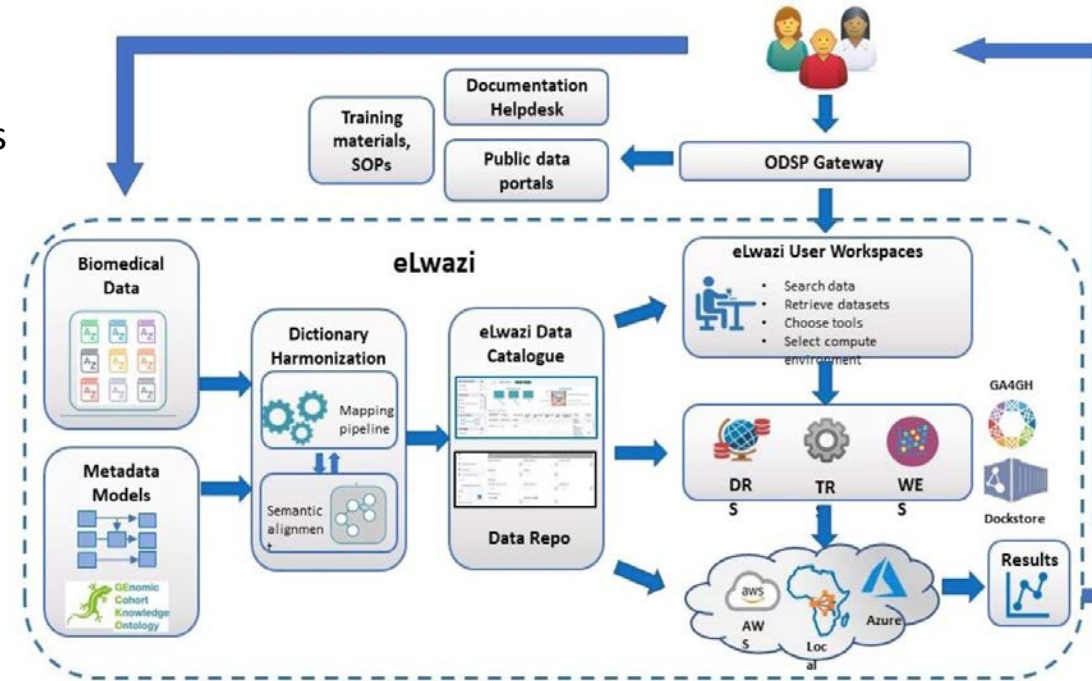 s
Documentation
Helpdesk
Training
materials,
SOPs
Public data
portals
ODSP Gateway
eLwazi
Biomedical
Data
A
Z
A
Z
A
Z
A
Z
A
Z
A
Z
A
Z
A
Z
A
Z
Metadata
Models
GEnomic
Cohort
Knowledge
Ontology
Dictionary
Harmonization
Mapping
pipeline
Semantic
alignmen
t
eLwazi Data
Catalogue
Data Repo
eLwazi User Workspaces
• Search data
• Retrieve datasets
• Choose tools
• Select compute
environment
DR
S
TR
S
WE
S
GA4GH
Dockstore
aws
AW
S
Loc
al
Azure
Results